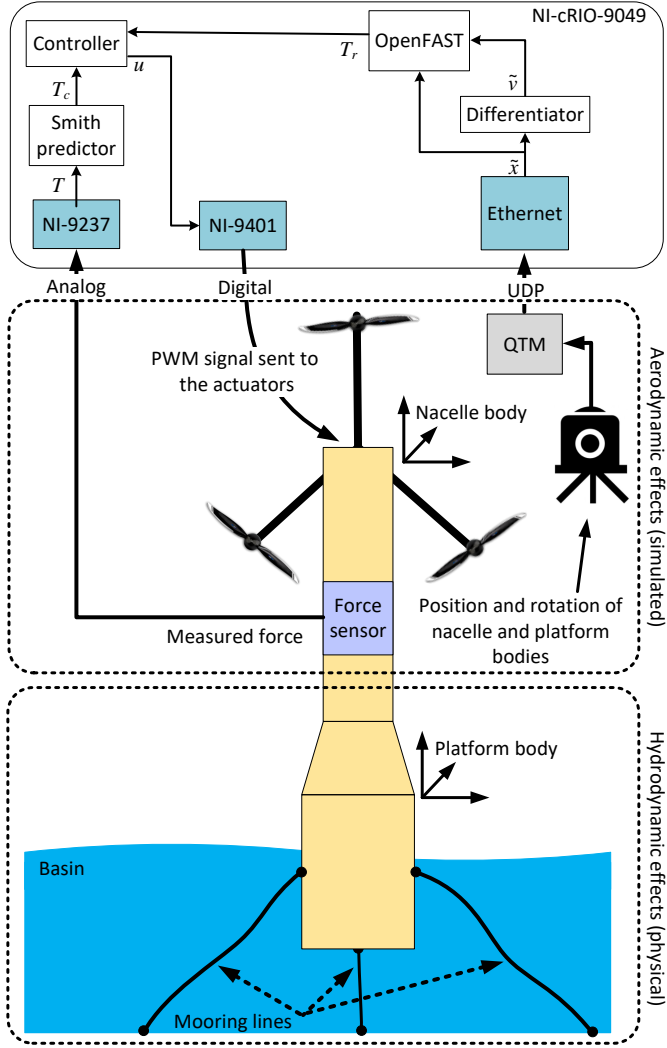 NI-cRIO-9049
Controller
OpenFAST
T_r
u
T_c
ṽ
Smith
predictor
Differentiator
T
x̃
NI-9237
NI-9401
Ethernet
Analog
Digital
UDP
PWM signal sent to
the actuators
QTM
Nacelle body
Aerodynamic effects (simulated)
Force
sensor
Measured force
Position and rotation of
nacelle and platform
bodies
Platform body
Hydrodynamic effects (physical)
Basin
Mooring lines